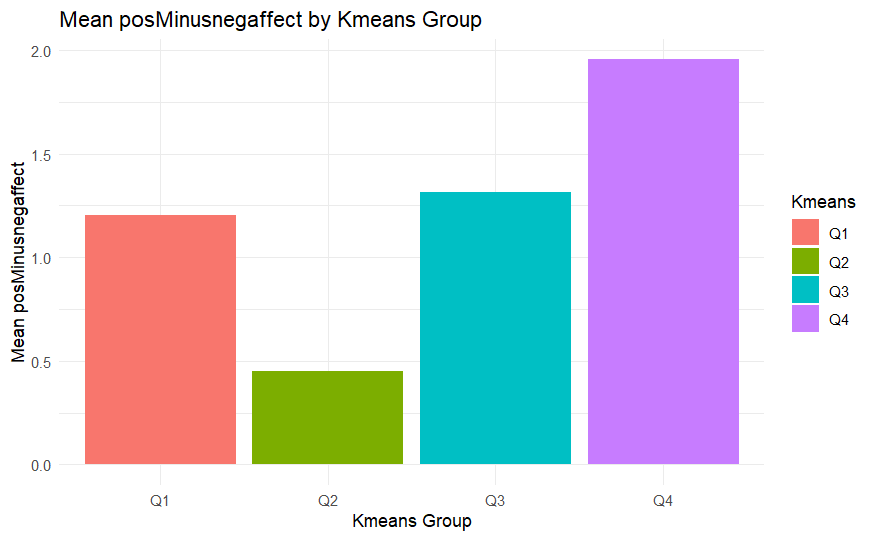 Mean posMinusnegaffect by Kmeans Group
Mean posMinusnegaffect
2.0
1.5
1.0
0.5
0.0
Q1 Q2 Q3 Q4
Kmeans Group
Kmeans
Q1
Q2
Q3
Q4